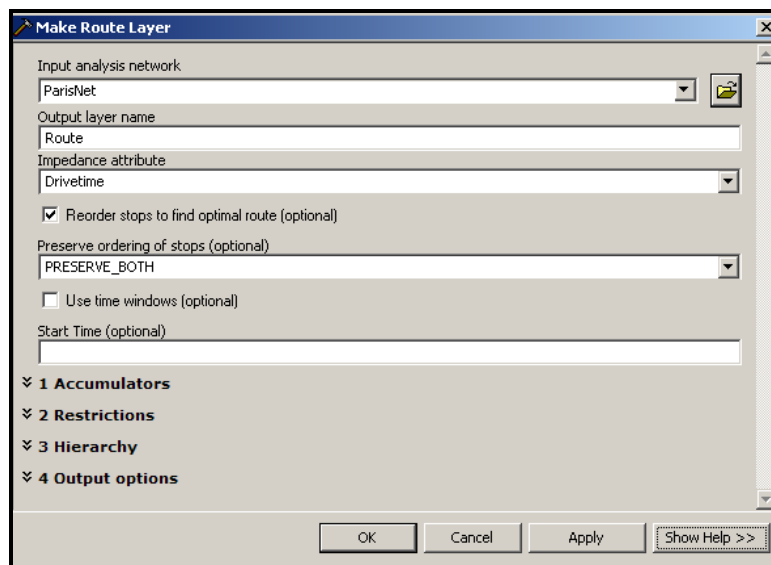 Make Route Layer
Input analysis network
ParisNet
Output layer name
Route
Impedance attribute
Drivetime
Reorder stops to find optimal route (optional)
Preserve ordering of stops (optional)
PRESERVE_BOTH
Use time windows (optional)
Start Time (optional)
1 Accumulators
2 Restrictions
3 Hierarchy
4 Output options
OK Cancel Apply Show Help >>